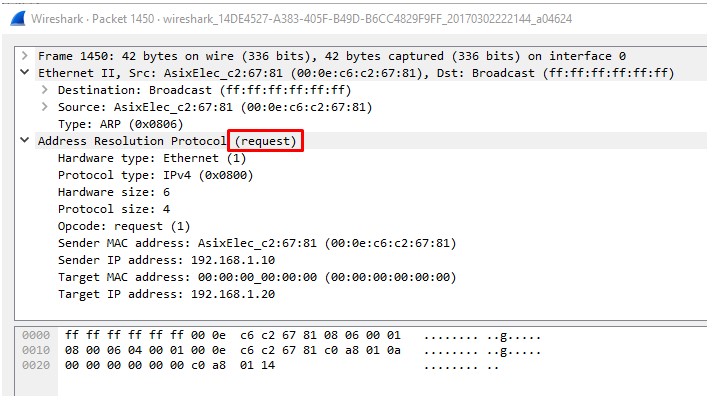 Wireshark · Packet 1450 · wireshark_14DE4527-A383-405F-B49D-B6CC4829F9FF_20170302222144_a04624
Frame 1450: 42 bytes on wire (336 bits), 42 bytes captured (336 bits) on interface 0
Ethernet II, Src: AsixElec_c2:67:81 (00:0e:c6:c2:67:81), Dst: Broadcast (ff:ff:ff:ff:ff:ff)
Destination: Broadcast (ff:ff:ff:ff:ff:ff)
Source: AsixElec_c2:67:81 (00:0e:c6:c2:67:81)
Type: ARP (0x0806)
Address Resolution Protocol (request)
Hardware type: Ethernet (1)
Protocol type: IPv4 (0x0800)
Hardware size: 6
Protocol size: 4
Opcode: request (1)
Sender MAC address: AsixElec_c2:67:81 (00:0e:c6:c2:67:81)
Sender IP address: 192.168.1.10
Target MAC address: 00:00:00_00:00:00 (00:00:00:00:00:00)
Target IP address: 192.168.1.20
0000 ff ff ff ff ff ff 00 0e c6 c2 67 81 08 06 00 01 ........ ..g.....
0010 08 00 06 04 00 01 00 0e c6 c2 67 81 c0 a8 01 0a ........ ..g.....
0020 00 00 00 00 00 00 c0 a8 01 14 ........ ..